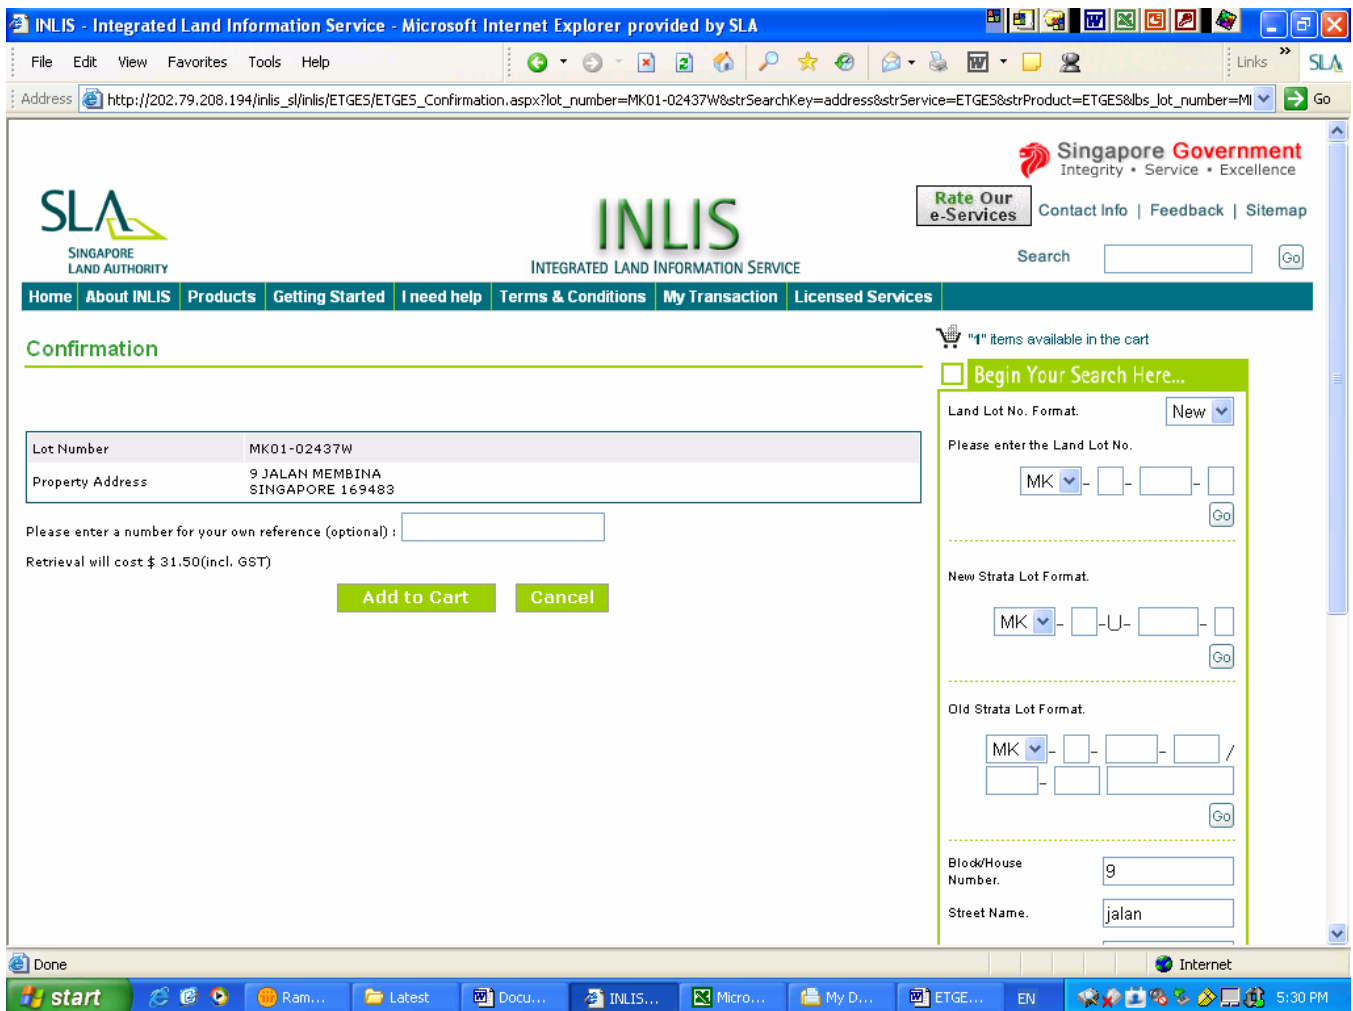 INLIS - Integrated Land Information Service - Microsoft Internet Explorer provided by SLA
File Edit View Favorites Tools Help
Links » SLA
Address http://202.79.208.194/inlis_sl/inlis/ETGES/ETGES_Confirmation.aspx?lot_number=MK01-02437W&strSearchKey=address&strService=ETGES&strProduct=ETGES&lbs_lot_number=MI Go
Singapore Government
Integrity • Service • Excellence
SLA
SINGAPORE
LAND AUTHORITY
INLIS
INTEGRATED LAND INFORMATION SERVICE
Rate Our
e-Services
Contact Info | Feedback | Sitemap
Search Go
Home About INLIS Products Getting Started I need help Terms & Conditions My Transaction Licensed Services
Confirmation
Lot Number MK01-02437W
Property Address 9 JALAN MEMBINA
SINGAPORE 169483
Please enter a number for your own reference (optional) :
Retrieval will cost $ 31.50(incl. GST)
Add to Cart Cancel
"1" items available in the cart
Begin Your Search Here...
Land Lot No. Format. New
Please enter the Land Lot No.
MK - - -
Go
New Strata Lot Format.
MK - -U- -
Go
Old Strata Lot Format.
MK - - - /
-
Go
Block/House
Number. 9
Street Name. jalan
Done Internet
start Ram... Latest Docu... INLIS... Micro... My D... ETGE... EN 5:30 PM